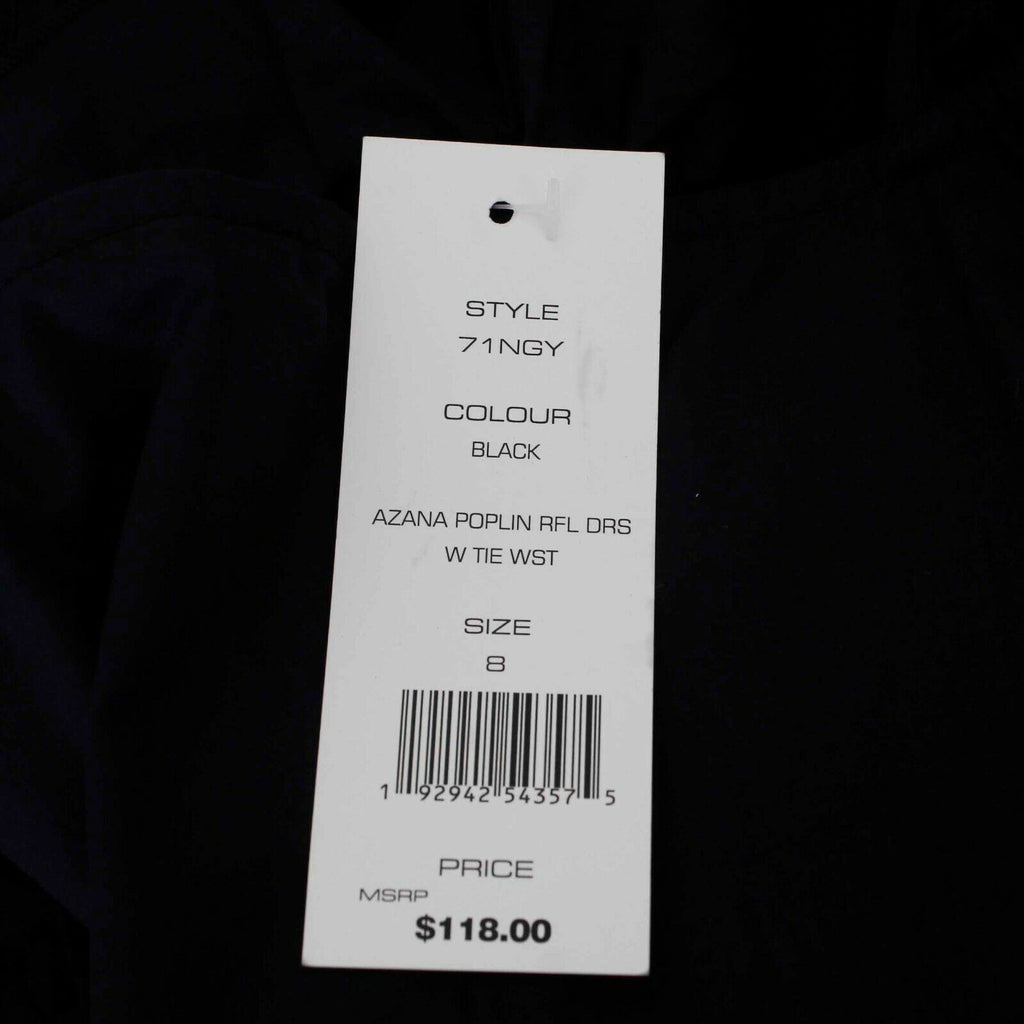 STYLE
71NGY
COLOUR
BLACK
AZANA POPLIN RFL DRS
W TIE WST
SIZE
8
1 92942 54357 5
PRICE
MSRP
$118.00